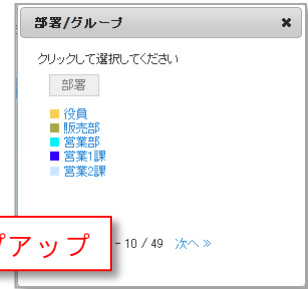 部署/グループ ×
クリックして選択してください
部署
役員
販売部
営業部
営業1課
営業2課
プアップ
- 10 / 49 次へ »